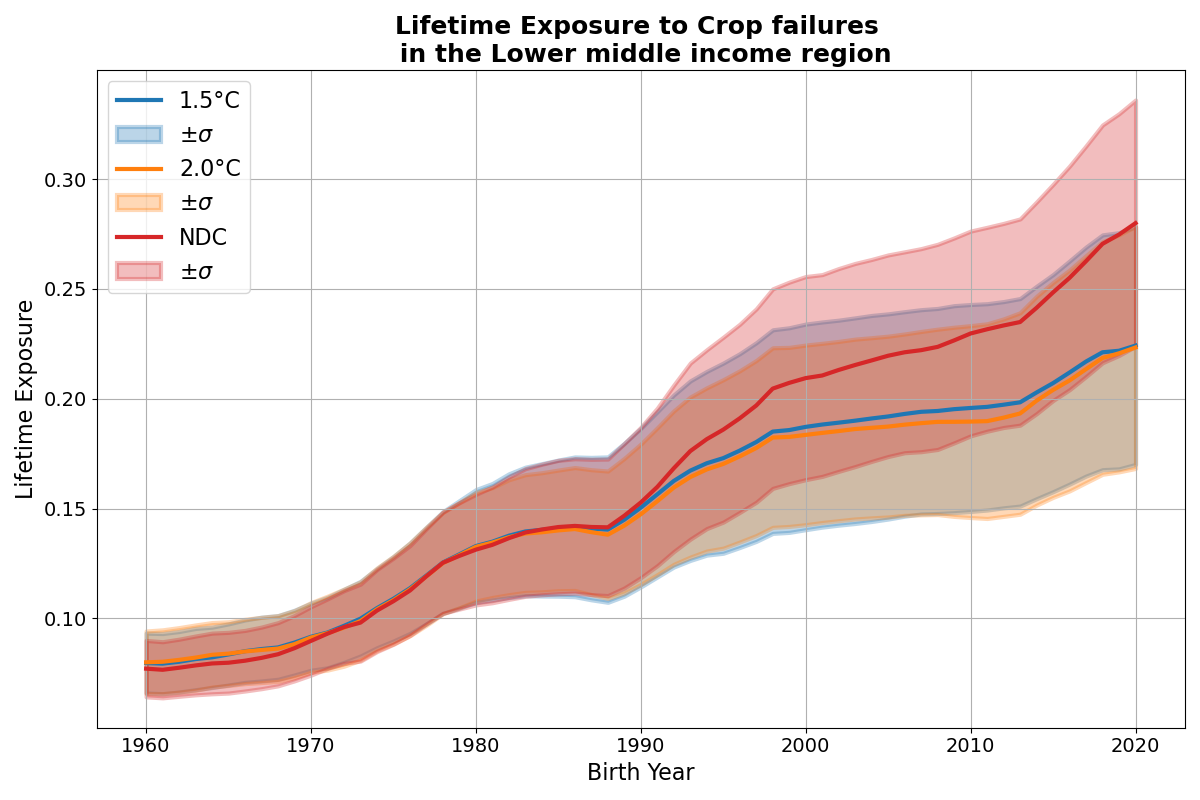 Lifetime Exposure to Crop failures
in the Lower middle income region
1.5°C
±σ
2.0°C
±σ
NDC
±σ
Lifetime Exposure
0.30
0.25
0.20
0.15
0.10
1960
1970
1980
1990
2000
2010
2020
Birth Year